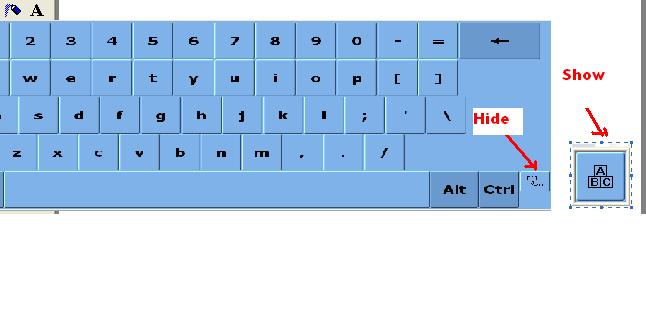 A
2 3 4 5 6 7 8 9 0 - = ←
w e r t y u i o p [ ]
Show
s d f g h j k l ; ' \
Hide
z x c v b n m , . /
A
B C
Alt Ctrl